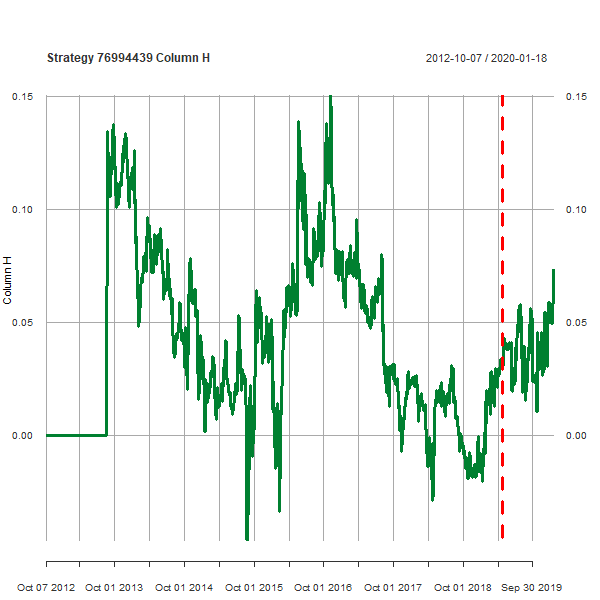 Strategy 76994439 Column H
2012-10-07 / 2020-01-18
0.15
0.15
0.10
0.10
0.05
0.05
0.00
0.00
Column H
Oct 07 2012
Oct 01 2013
Oct 01 2014
Oct 01 2015
Oct 01 2016
Oct 01 2017
Oct 01 2018
Sep 30 2019